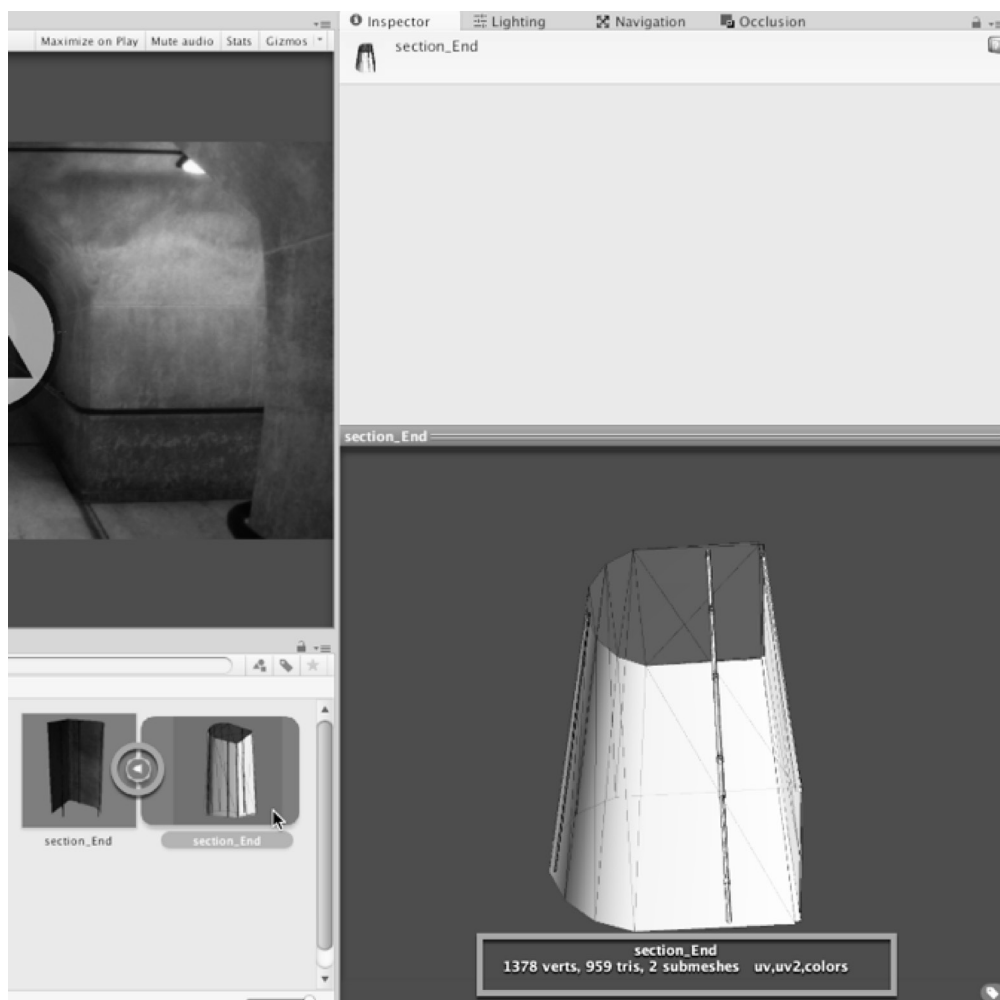 Inspector
Lighting
Navigation
Occlusion
Maximize on Play
Mute audio
Stats
Gizmos
section_End
section_End
section_End
section_End
section_End
1378 verts, 959 tris, 2 submeshes uv,uv2,colors